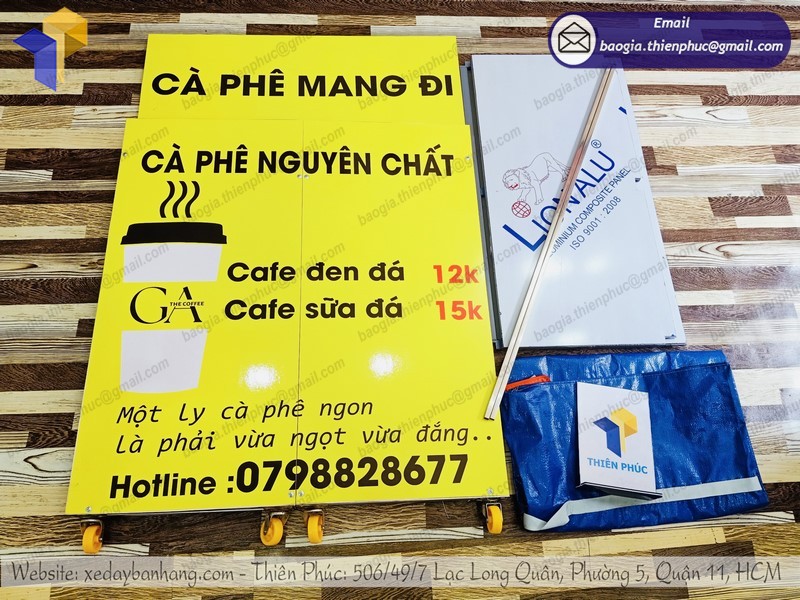 Email
baogia.thienphuc@gmail.com
CÀ PHÊ MANG ĐI
CÀ PHÊ NGUYÊN CHẤT
Cafe đen đá 12k
GA THE COFFEE
Cafe sữa đá 15k
Một ly cà phê ngon
là phải vừa ngọt vừa đắng..
Hotline :0798828677
LIONALU®
ALUMINIUM COMPOSITE PANEL
ISO 9001 : 2008
THIÊN PHÚC
Website: xedaybanhang.com - Thiên Phúc: 506/49/7 Lạc Long Quân, Phường 5, Quận 11, HCM